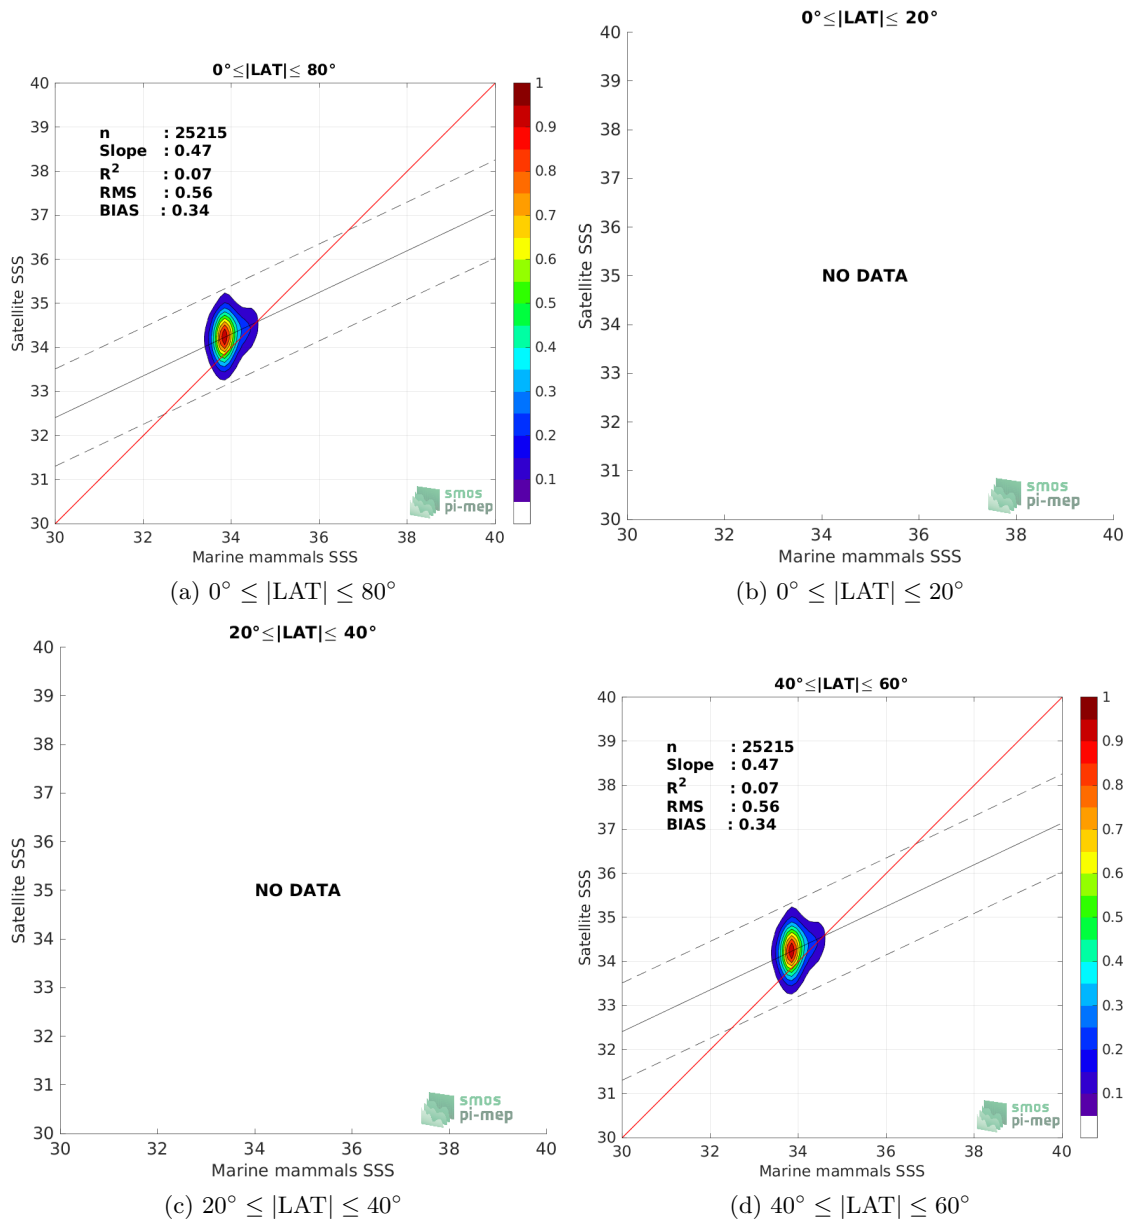 0°≤|LAT|≤ 80°
n : 25215
Slope : 0.47
R² : 0.07
RMS : 0.56
BIAS : 0.34
40
39
38
37
36
35
34
33
32
31
30
30 32 34 36 38 40
Satellite SSS
Marine mammals SSS
1
0.9
0.8
0.7
0.6
0.5
0.4
0.3
0.2
0.1
smos
pi-mep
(a) 0° ≤ |LAT| ≤ 80°
0°≤|LAT|≤ 20°
40
39
38
37
36
35
34
33
32
31
30
30 32 34 36 38 40
Satellite SSS
NO DATA
Marine mammals SSS
smos
pi-mep
(b) 0° ≤ |LAT| ≤ 20°
20°≤|LAT|≤ 40°
40
39
38
37
36
35
34
33
32
31
30
30 32 34 36 38 40
Satellite SSS
NO DATA
Marine mammals SSS
smos
pi-mep
(c) 20° ≤ |LAT| ≤ 40°
40°≤|LAT|≤ 60°
n : 25215
Slope : 0.47
R² : 0.07
RMS : 0.56
BIAS : 0.34
40
39
38
37
36
35
34
33
32
31
30
30 32 34 36 38 40
Satellite SSS
Marine mammals SSS
1
0.9
0.8
0.7
0.6
0.5
0.4
0.3
0.2
0.1
smos
pi-mep
(d) 40° ≤ |LAT| ≤ 60°